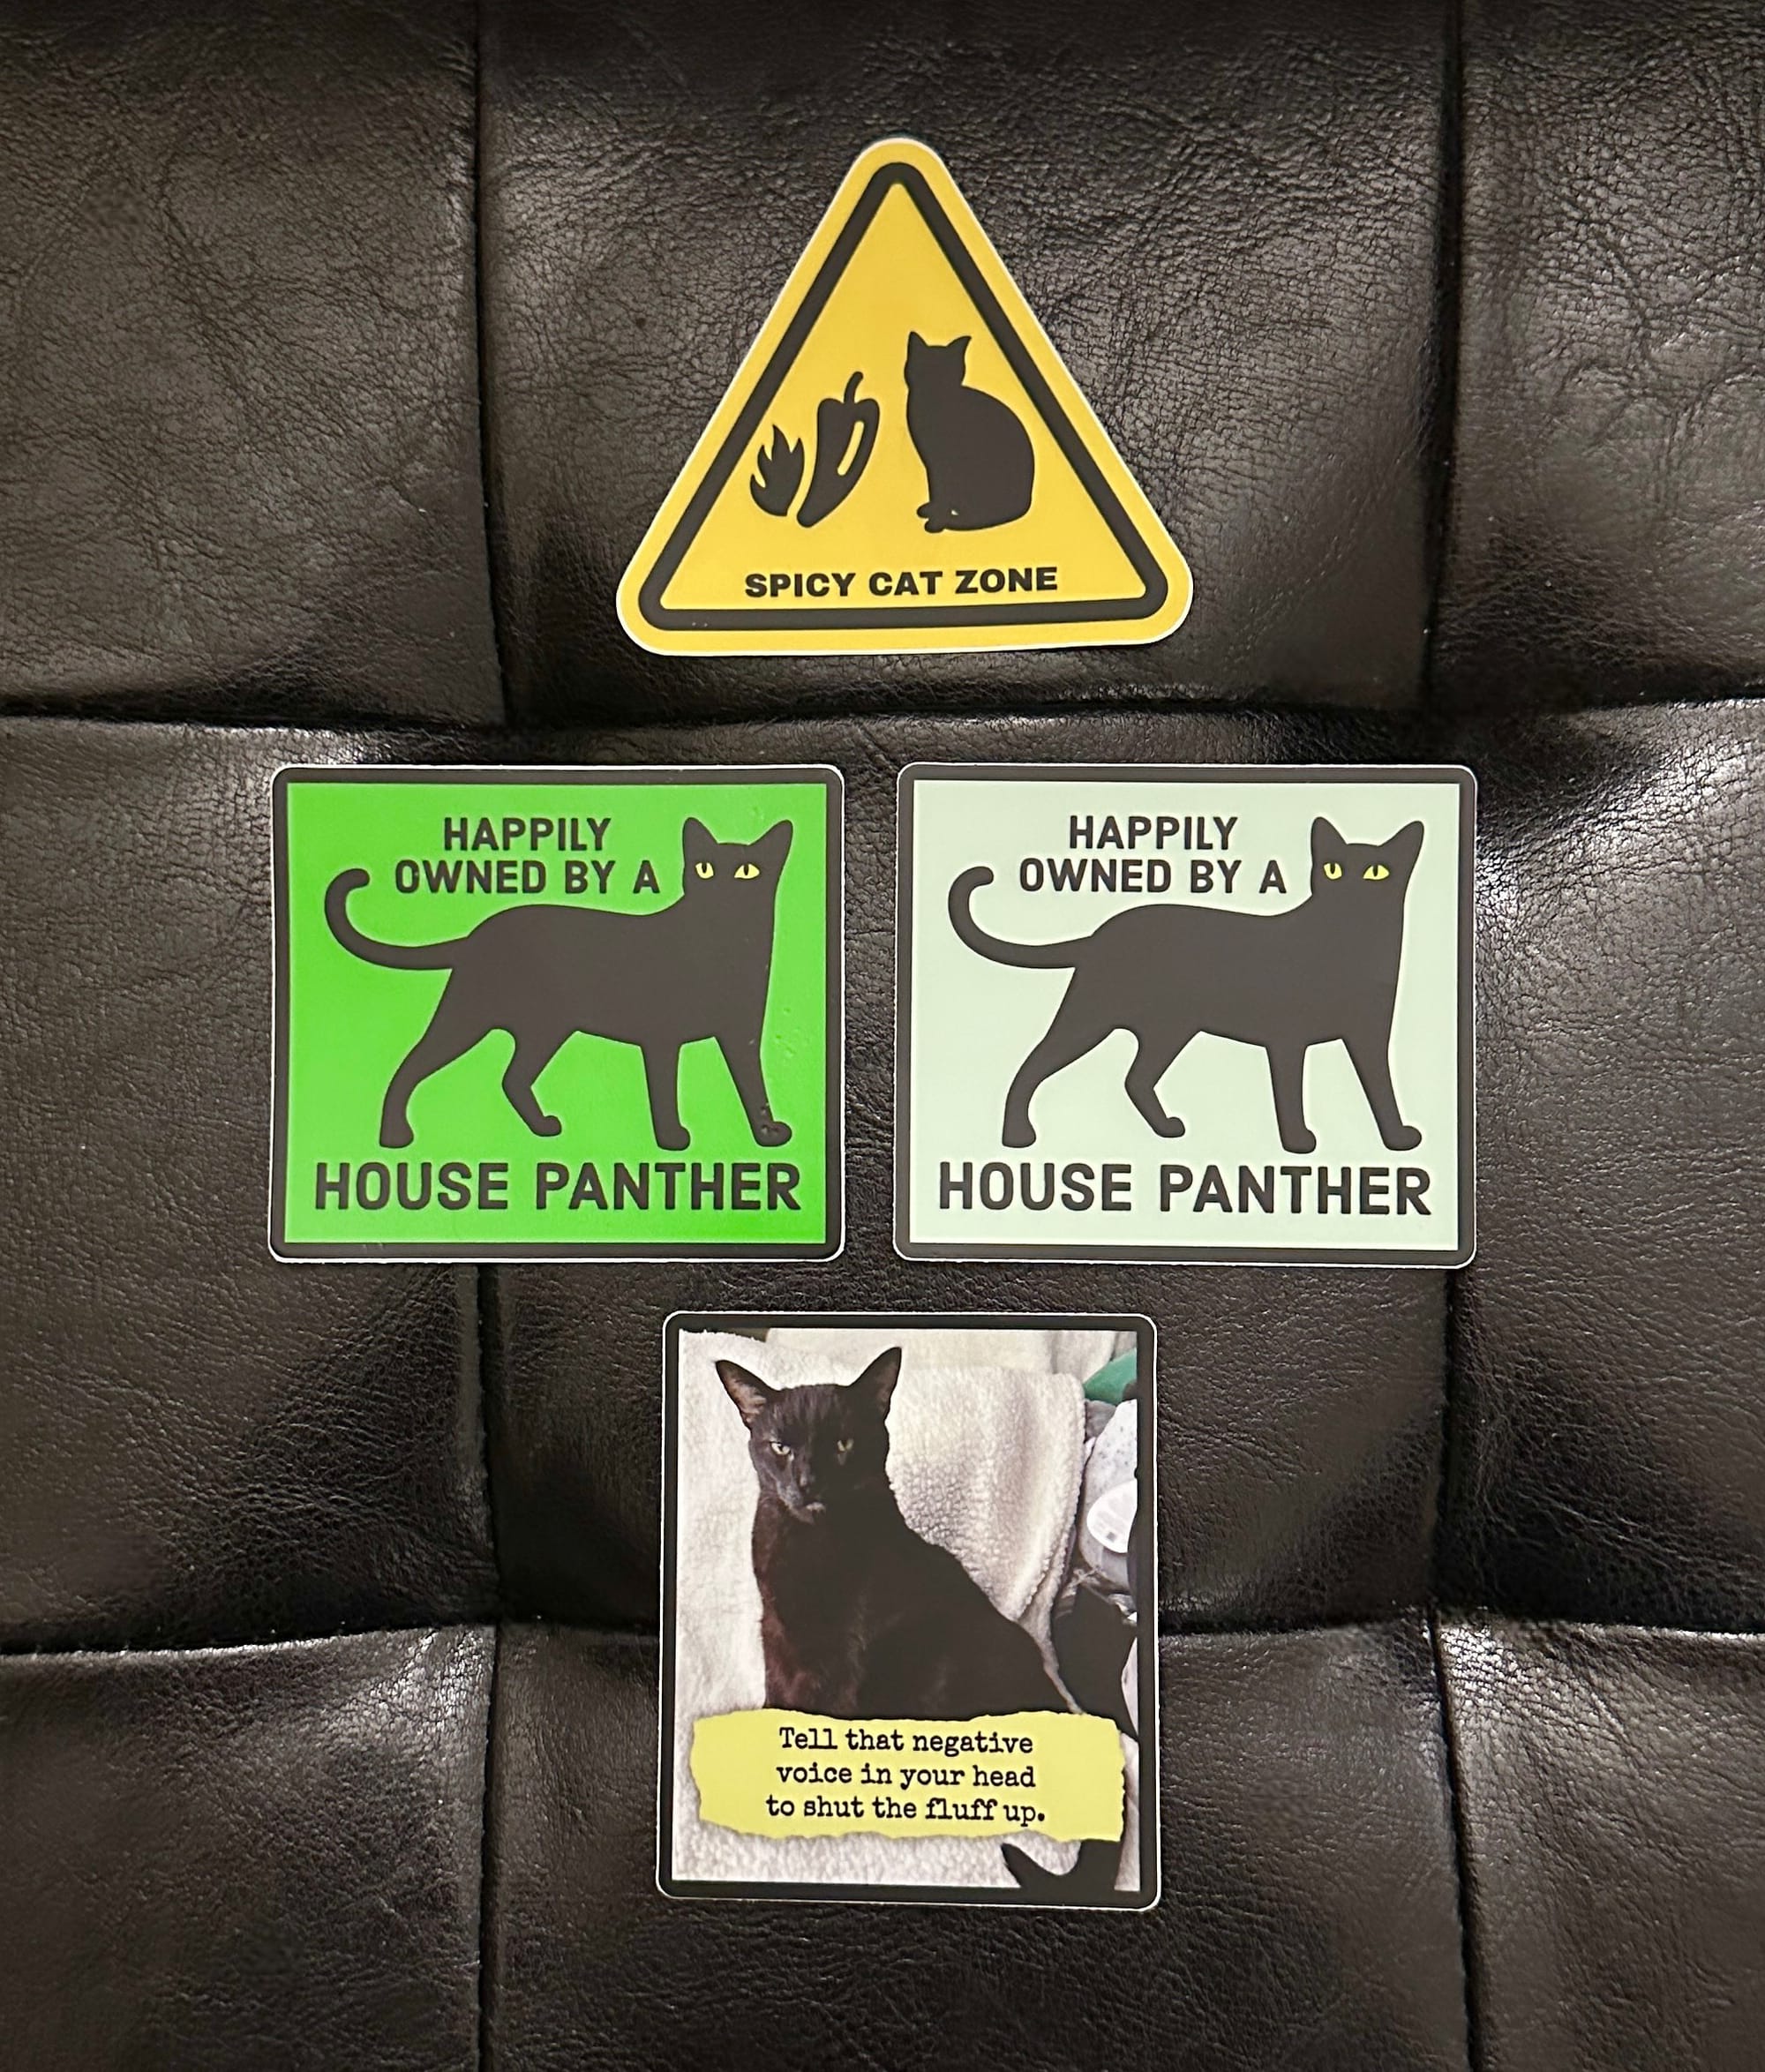 SPICY CAT ZONE
HAPPILY
OWNED BY A
HOUSE PANTHER
HAPPILY
OWNED BY A
HOUSE PANTHER
Tell that negative
voice in your head
to shut the fluff up.